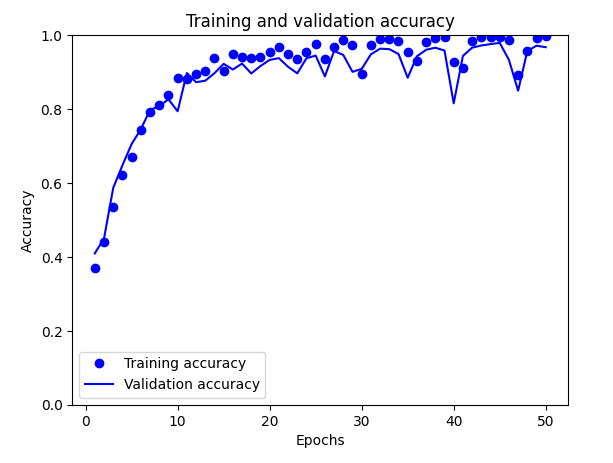 Training and validation accuracy
1.0
0.8
0.6
0.4
0.2
0.0
Accuracy
Training accuracy
Validation accuracy
0 10 20 30 40 50
Epochs